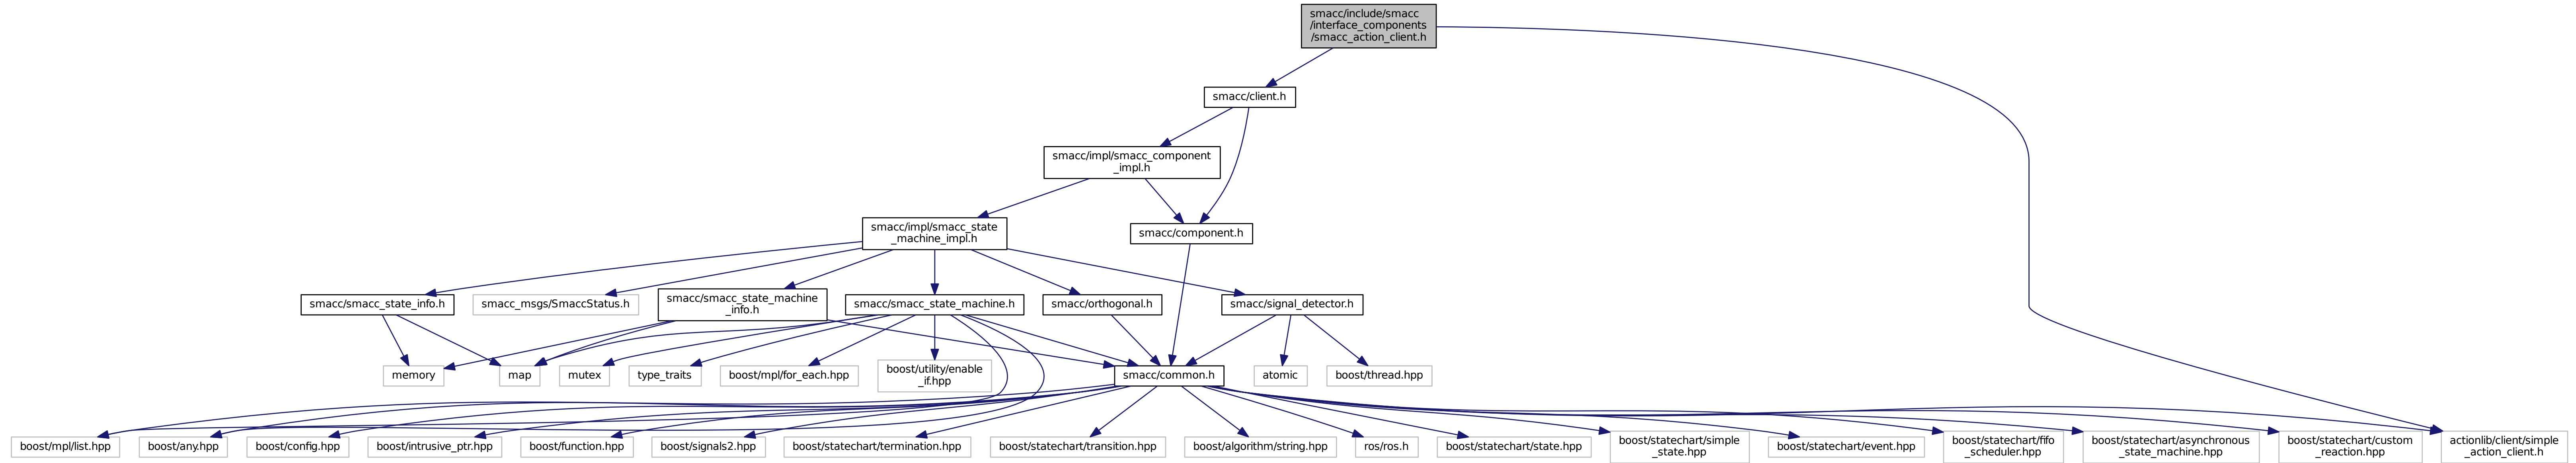 smacc/include/smacc
/interface_components
/smacc_action_client.h
smacc/client.h
smacc/impl/smacc_component
_impl.h
smacc/impl/smacc_state
_machine_impl.h
smacc/component.h
smacc/smacc_state_info.h
smacc_msgs/SmaccStatus.h
smacc/smacc_state_machine
_info.h
smacc/smacc_state_machine.h
smacc/orthogonal.h
smacc/signal_detector.h
memory
map
mutex
type_traits
boost/mpl/for_each.hpp
boost/utility/enable
_if.hpp
smacc/common.h
atomic
boost/thread.hpp
boost/mpl/list.hpp
boost/any.hpp
boost/config.hpp
boost/intrusive_ptr.hpp
boost/function.hpp
boost/signals2.hpp
boost/statechart/termination.hpp
boost/statechart/transition.hpp
boost/algorithm/string.hpp
ros/ros.h
boost/statechart/state.hpp
boost/statechart/simple
_state.hpp
boost/statechart/event.hpp
boost/statechart/fifo
_scheduler.hpp
boost/statechart/asynchronous
_state_machine.hpp
boost/statechart/custom
_reaction.hpp
actionlib/client/simple
_action_client.h